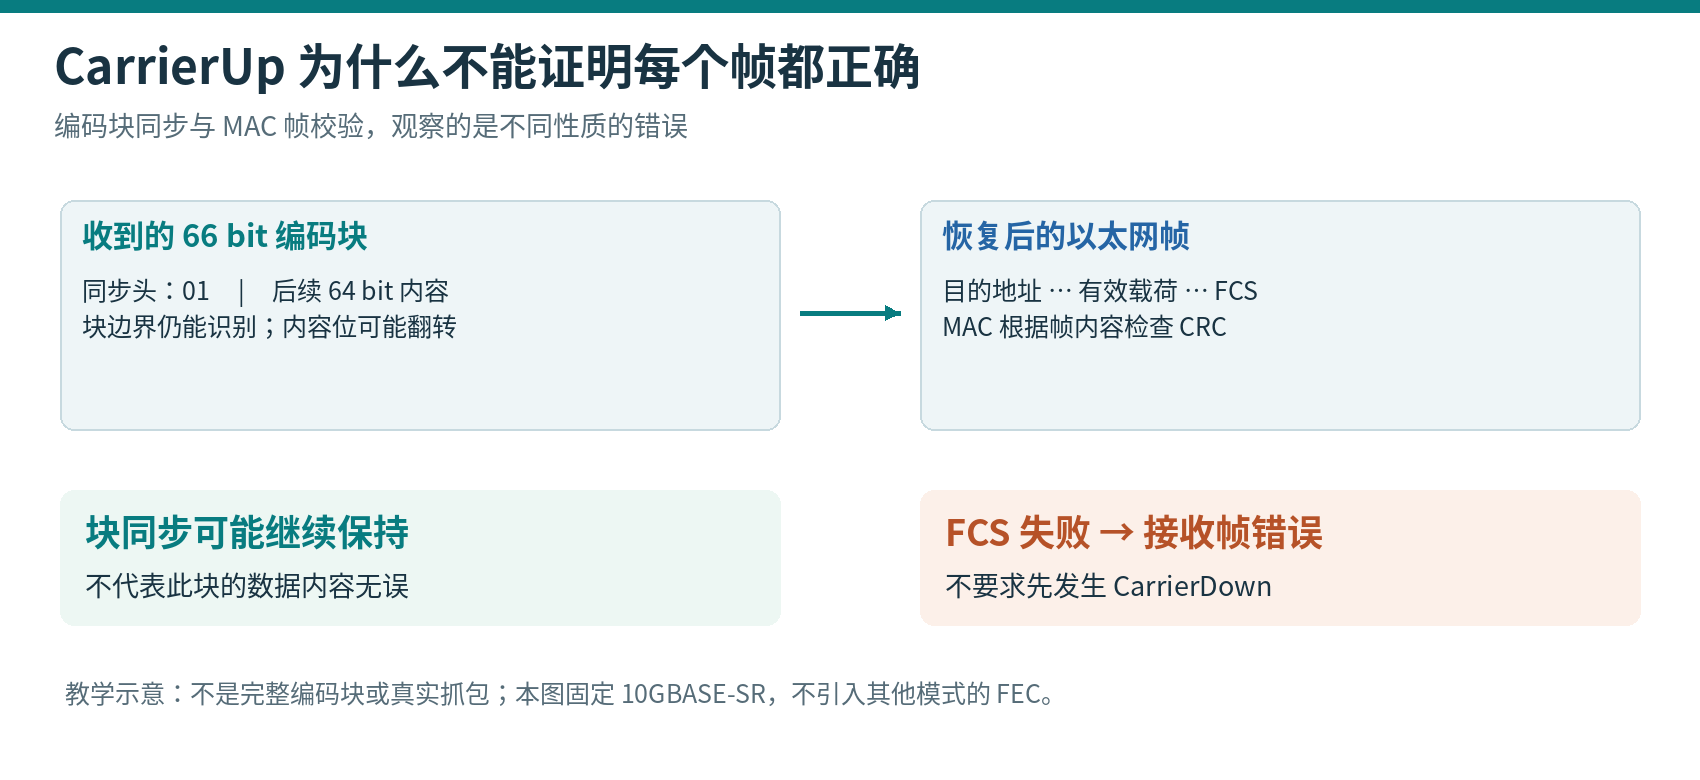 CarrierUp 为什么不能证明每个帧都正确
编码块同步与 MAC 帧校验，观察的是不同性质的错误
收到的 66 bit 编码块
同步头：01 | 后续 64 bit 内容
块边界仍能识别；内容位可能翻转
恢复后的以太网帧
目的地址 … 有效载荷 … FCS
MAC 根据帧内容检查 CRC
块同步可能继续保持
不代表此块的数据内容无误
FCS 失败 → 接收帧错误
不要求先发生 CarrierDown
教学示意：不是完整编码块或真实抓包；本图固定 10GBASE-SR，不引入其他模式的 FEC。